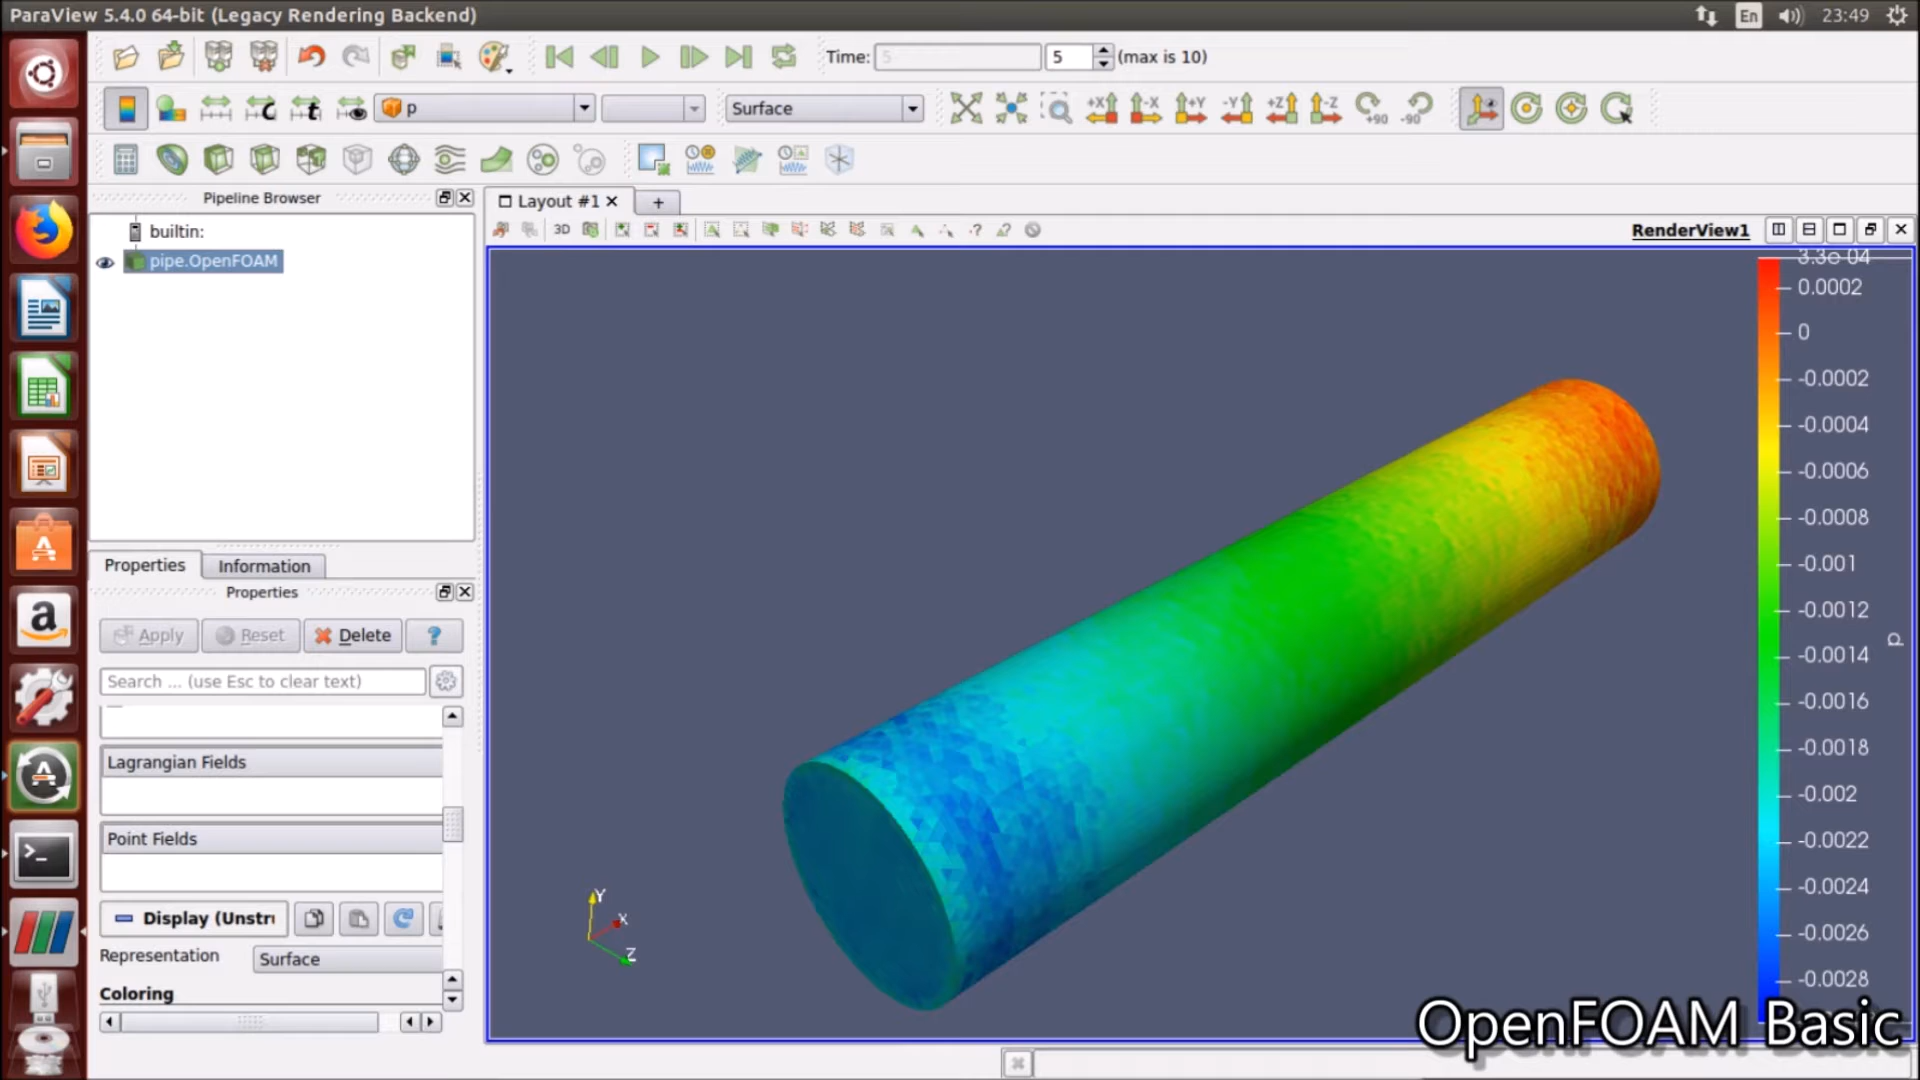 ParaView 5.4.0 64-bit (Legacy Rendering Backend)
En
23:49
Time: 5
5
(max is 10)
p
Surface
+X
-X
+Y
-Y
+Z
-Z
+90
-90
Pipeline Browser
Layout #1
+
builtin:
3D
RenderView1
pipe.OpenFOAM
3.3e-04
0.0002
0
-0.0002
-0.0004
-0.0006
-0.0008
-0.001
-0.0012
-0.0014
-0.0016
-0.0018
-0.002
-0.0022
-0.0024
-0.0026
-0.0028
p
Properties
Information
Properties
Apply
Reset
Delete
?
Search ... (use Esc to clear text)
Lagrangian Fields
Point Fields
Display (Unstru
Representation
Surface
Coloring
Y
X
Z
OpenFOAM Basic